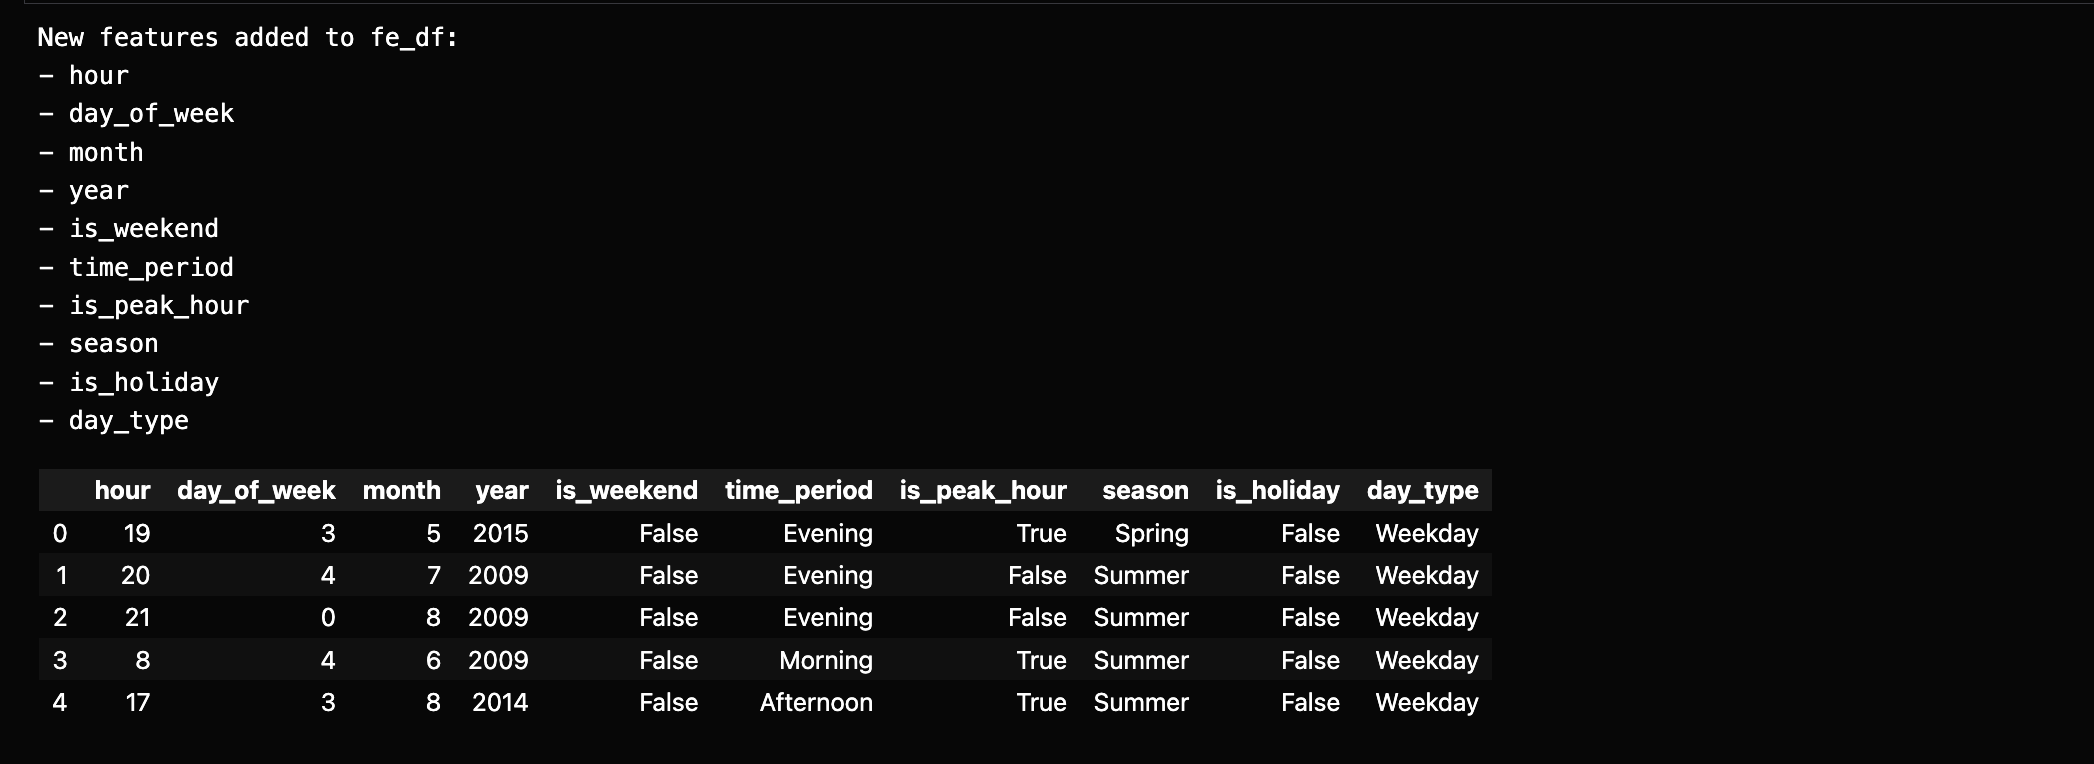 New features added to fe_df:
– hour
– day_of_week
– month
– year
– is_weekend
– time_period
– is_peak_hour
– season
– is_holiday
– day_type
hour day_of_week month year is_weekend time_period is_peak_hour season is_holiday day_type
0 19 3 5 2015 False Evening True Spring False Weekday
1 20 4 7 2009 False Evening False Summer False Weekday
2 21 0 8 2009 False Evening False Summer False Weekday
3 8 4 6 2009 False Morning True Summer False Weekday
4 17 3 8 2014 False Afternoon True Summer False Weekday